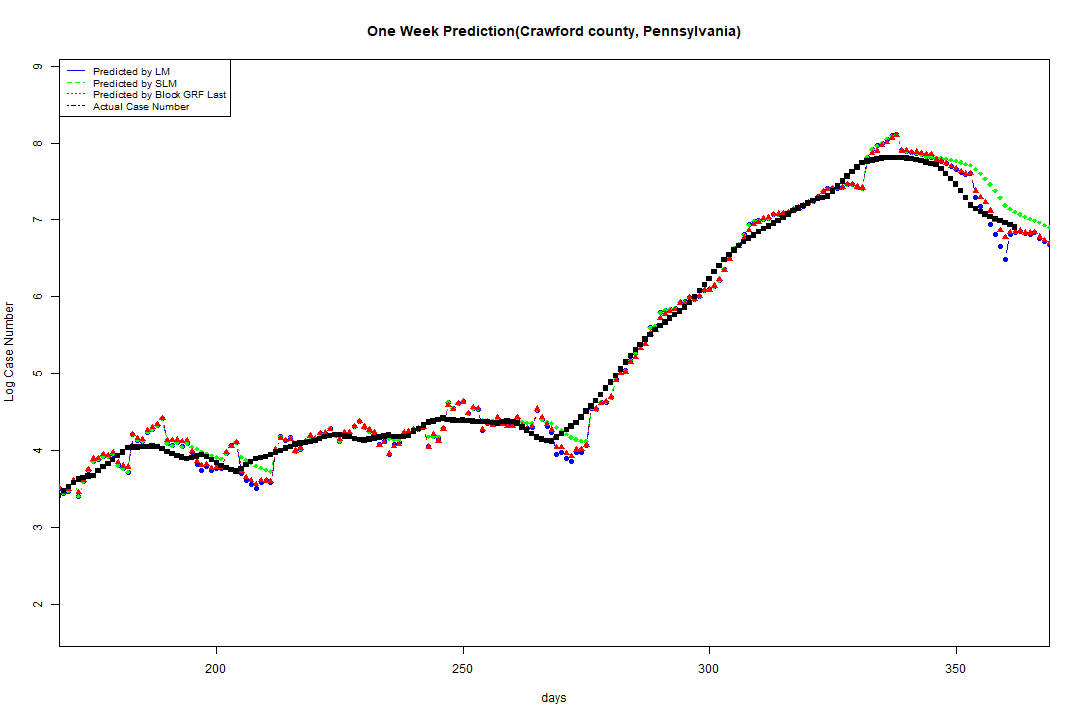 One Week Prediction(Crawford county, Pennsylvania)
Predicted by LM
Predicted by SLM
Predicted by Block GRF Last
Actual Case Number
9
8
7
6
5
4
3
2
Log Case Number
200 250 300 350
days